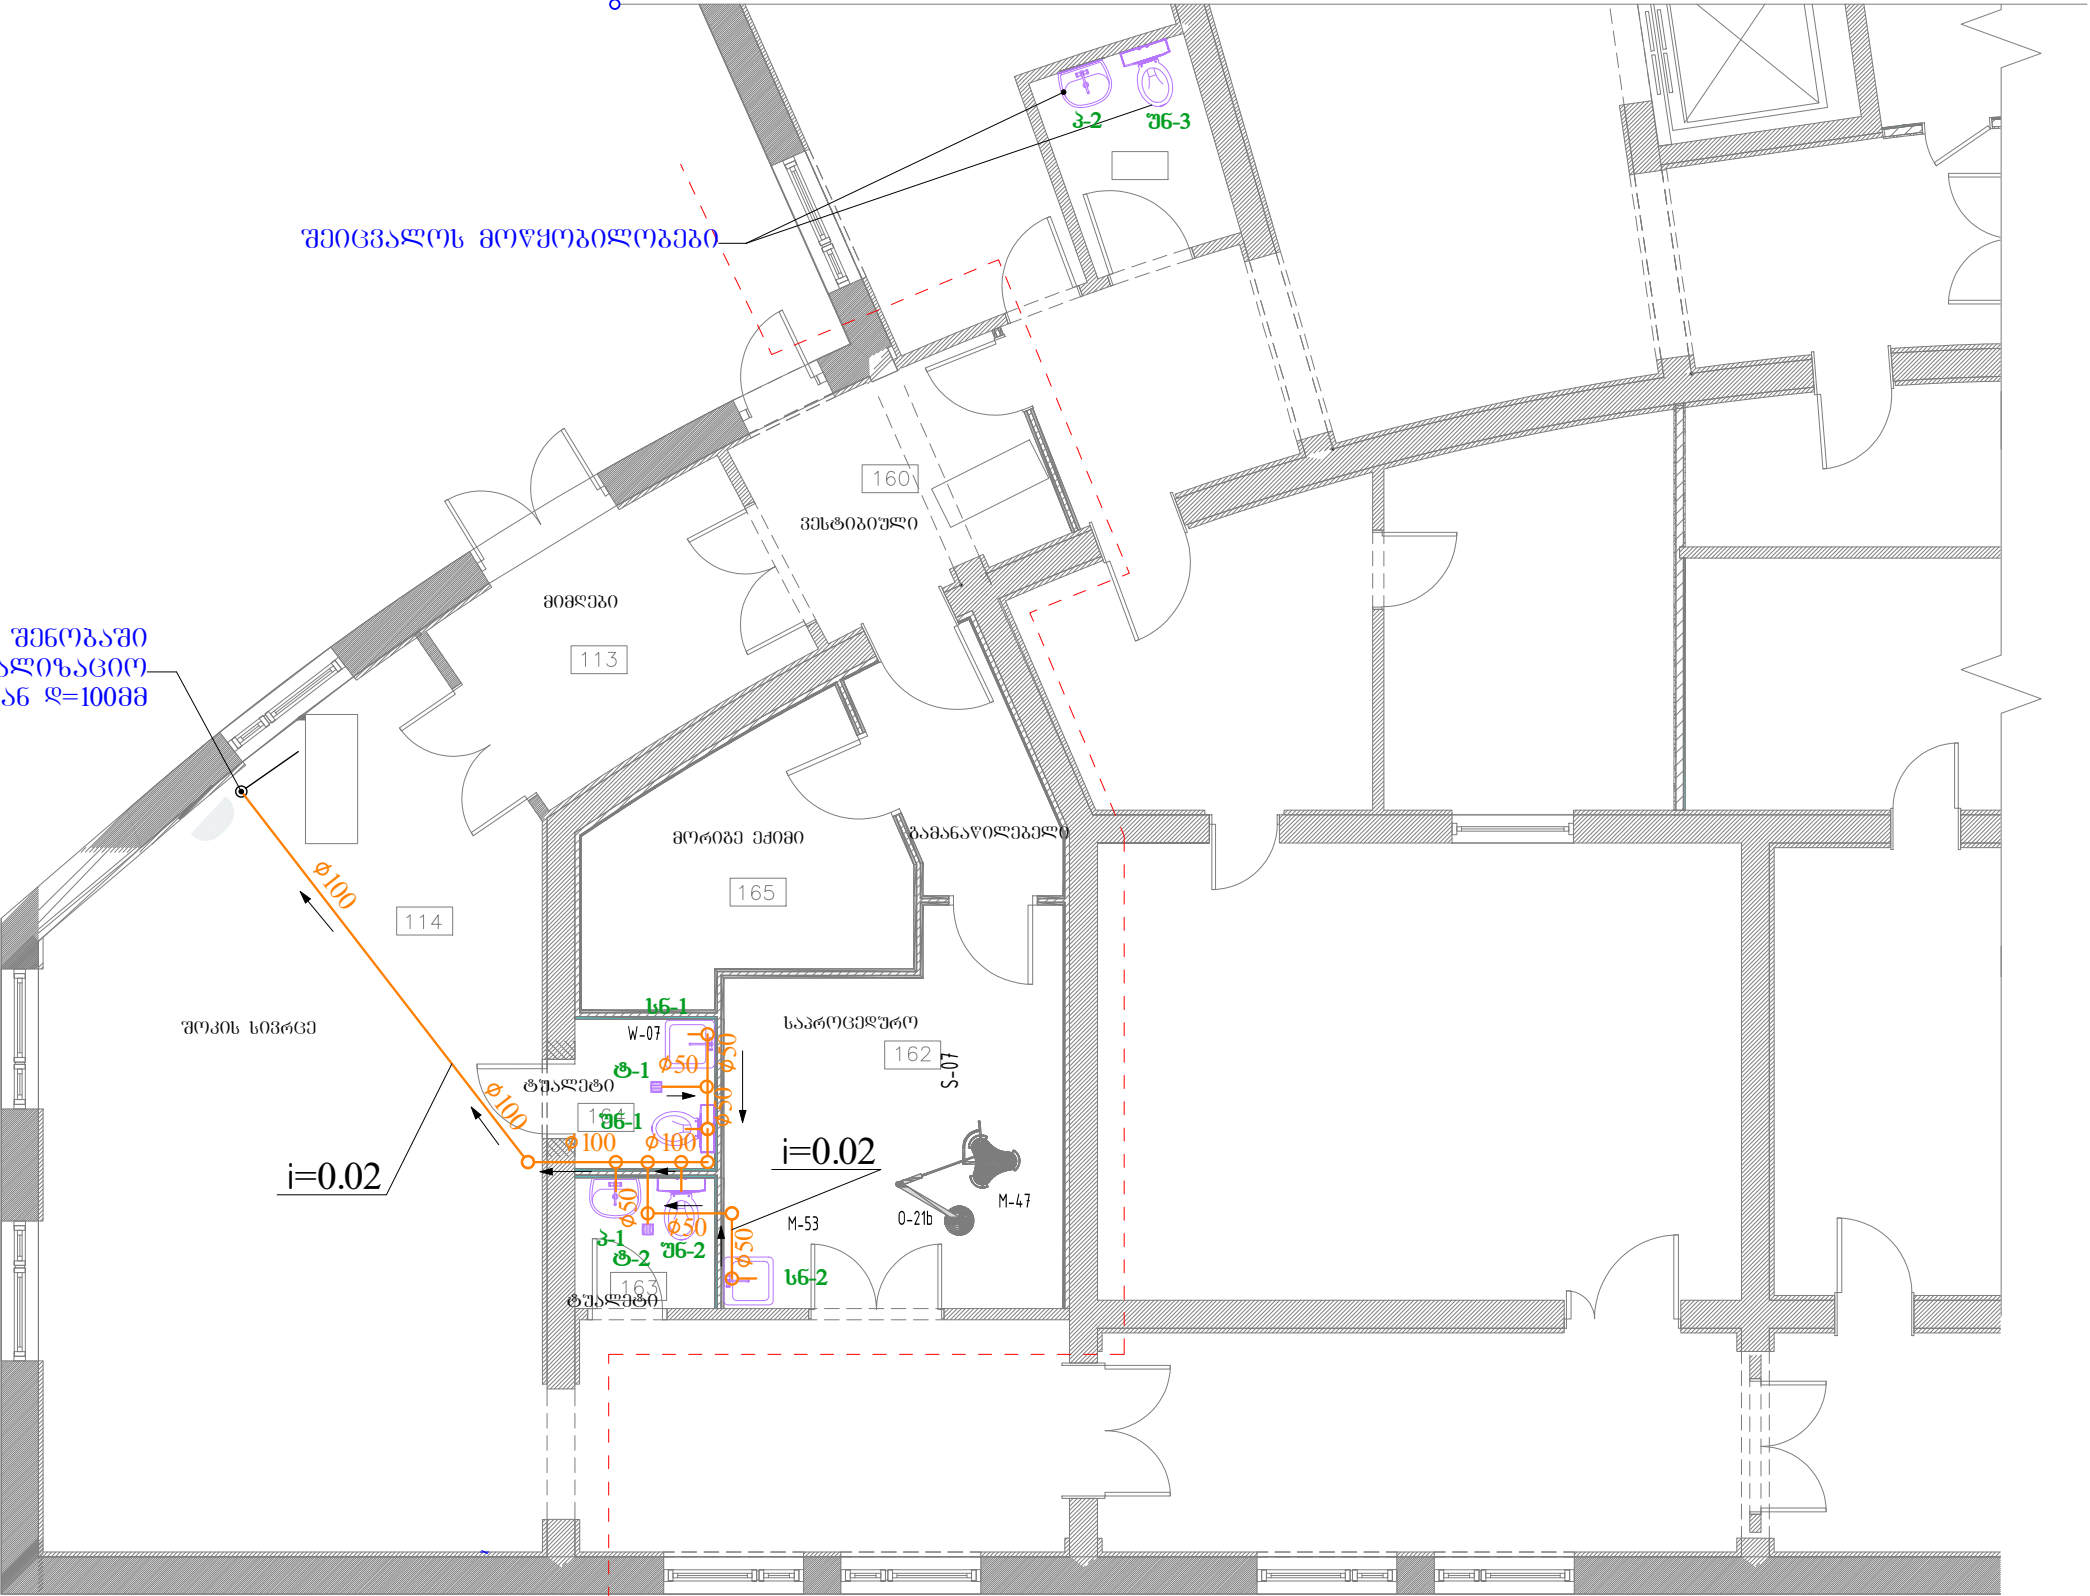 პ-2
უნ-3
შეიცვალოს მოწყობილობები
160
ვესტიბიული
მიმღები
113
შენობაში
ალიზაციო
ან დ=100მმ
მორიგე ექიმი
გამანაწილებელი
165
ø100
114
შოკის სივრცე
სნ-1
W-07
საპროცედურო
162
S-07
ø50
ø50
ტ-1
ტუალეტი
ø50
ø100
164
უნ-1
ø100
ø100
i=0.02
i=0.02
M-47
O-21b
M-53
ø50
ø50
პ-1
უნ-2
ტ-2
ø50
სნ-2
163
ტუალეტი